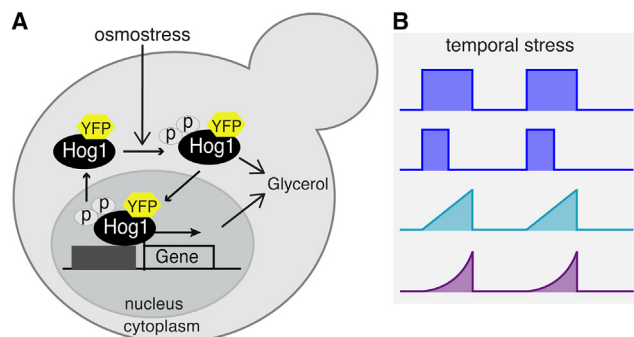 A
osmostress
YFP
Hog1
p p
YFP
Hog1
Glycerol
p p
YFP
Hog1
Gene
nucleus
cytoplasm
B
temporal stress